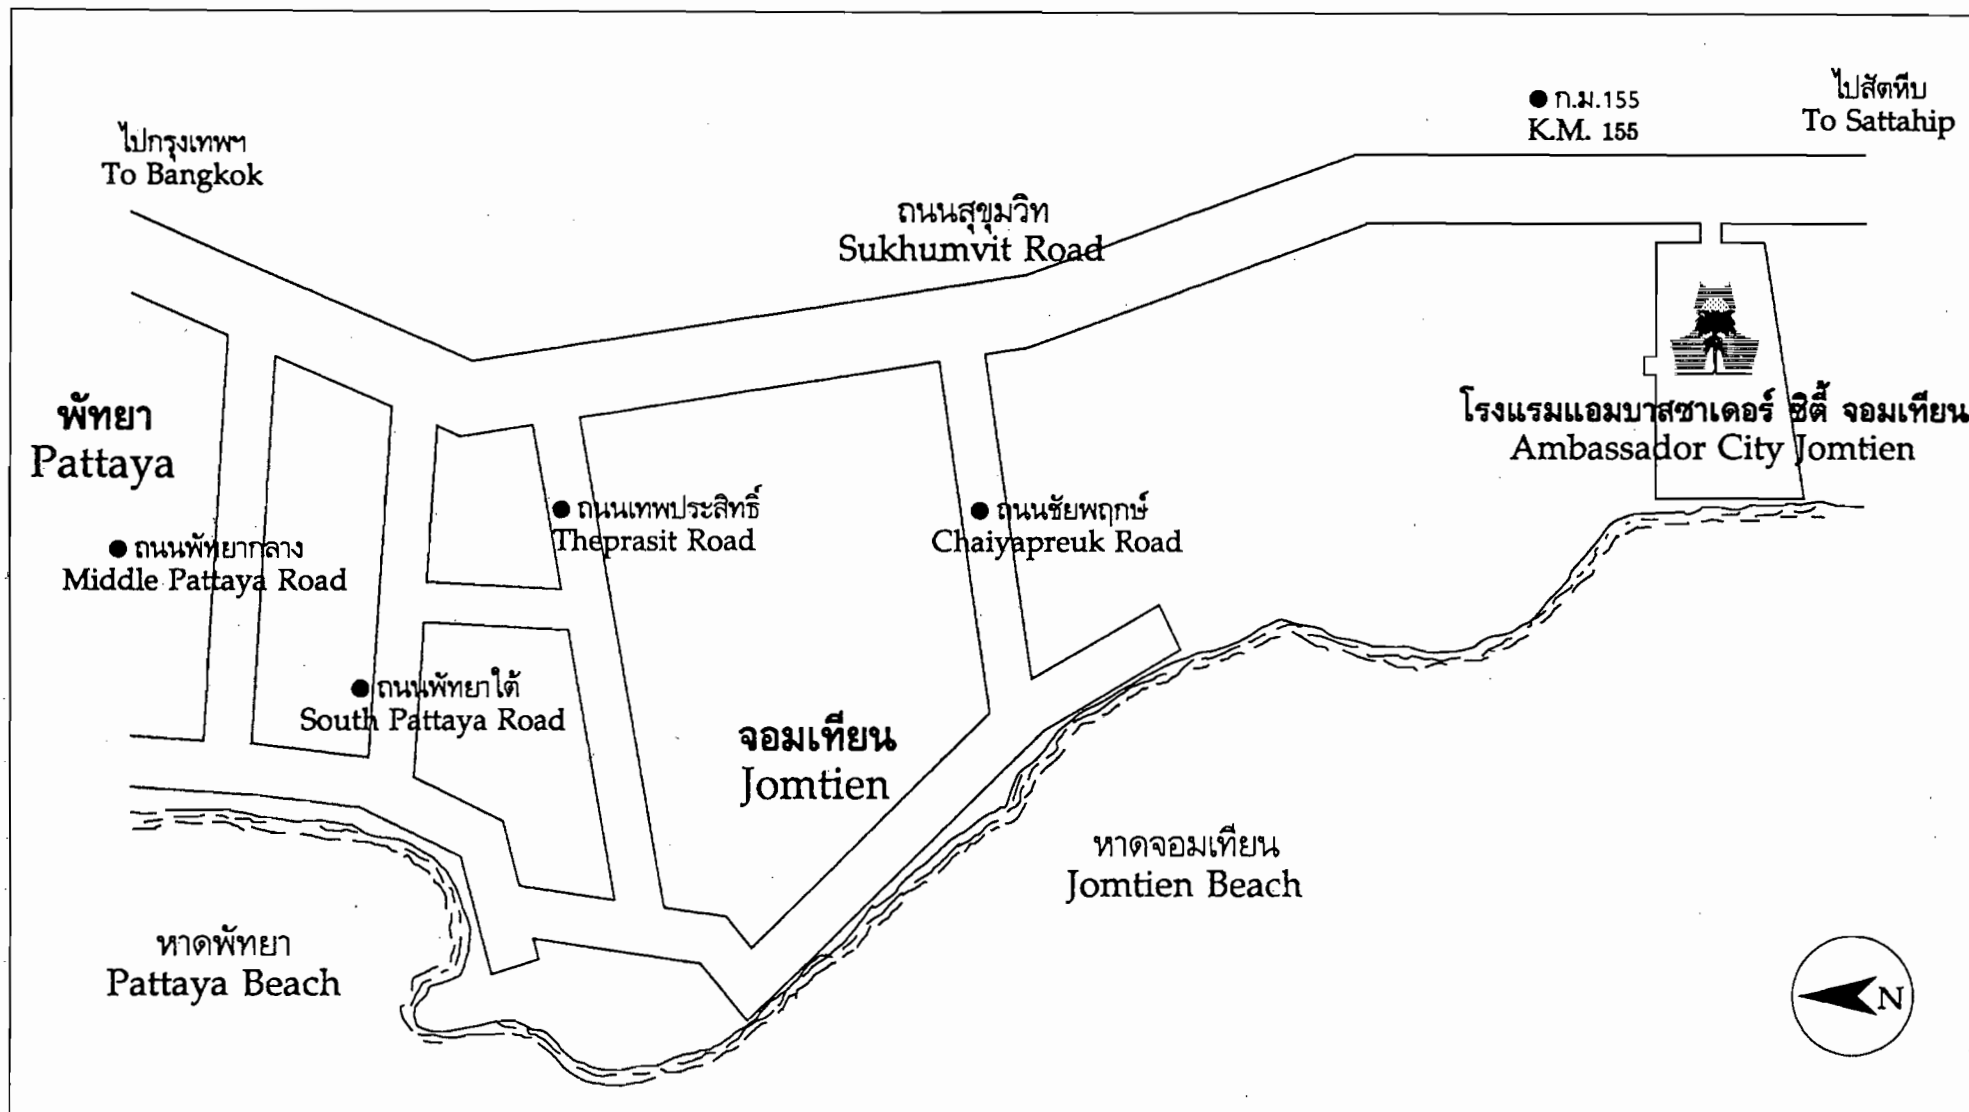 ไปกรุงเทพฯ
To Bangkok
● ก.ม.155
K.M. 155
ไปสัตหีบ
To Sattahip
ถนนสุขุมวิท
Sukhumvit Road
พัทยา
Pattaya
โรงแรมแอมบาสซาเดอร์ ซิตี้ จอมเทียน
Ambassador City Jomtien
● ถนนเทพประสิทธิ์
Theprasit Road
● ถนนชัยพฤกษ์
Chaiyapreuk Road
● ถนนพัทยากลาง
Middle Pattaya Road
● ถนนพัทยาใต้
South Pattaya Road
จอมเทียน
Jomtien
หาดจอมเทียน
Jomtien Beach
หาดพัทยา
Pattaya Beach
N